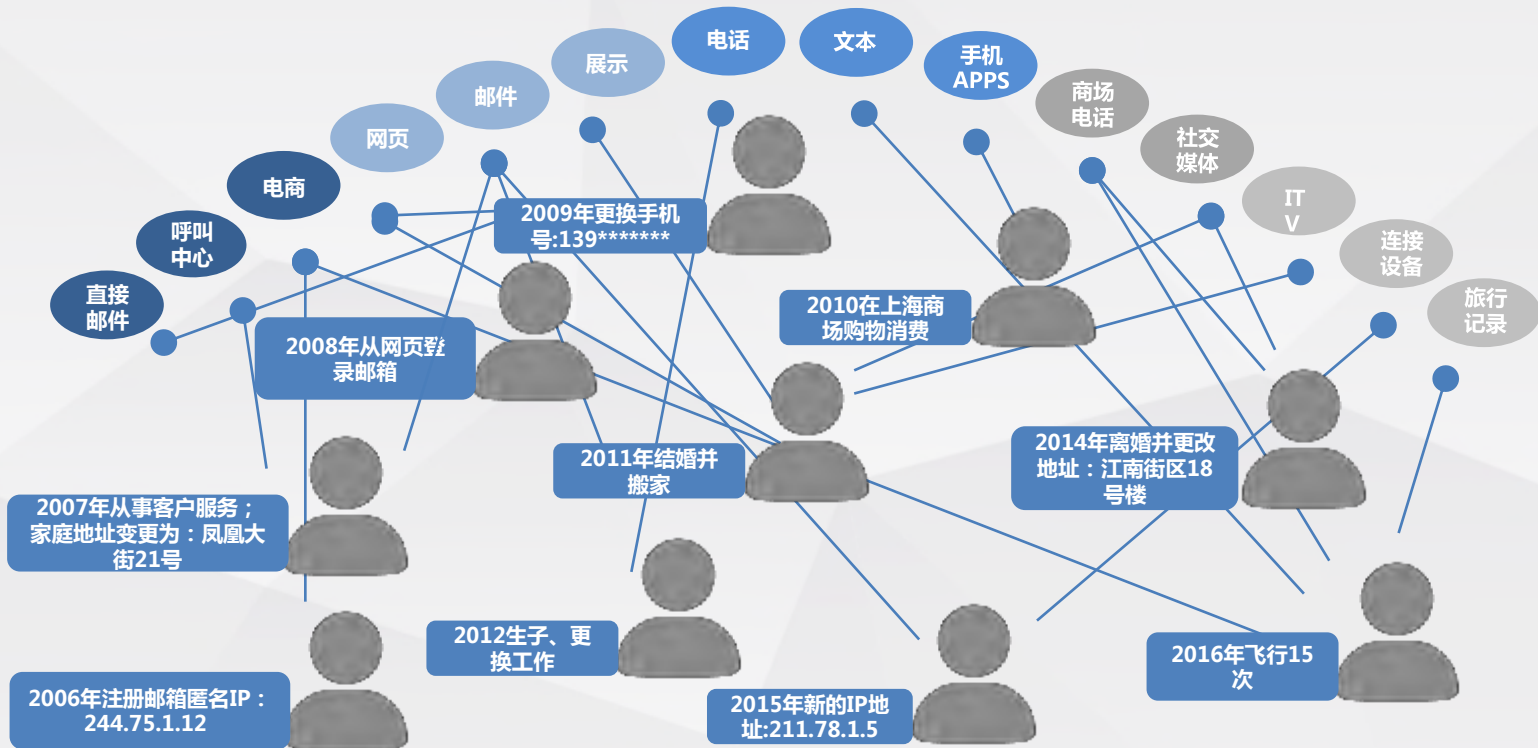 直接
邮件
呼叫
中心
电商
网页
邮件
展示
电话
文本
手机
APPS
商场
电话
社交
媒体
IT
V
连接
设备
旅行
记录
2009年更换手机
号:139*******
2010在上海商
场购物消费
2008年从网页登
录邮箱
2011年结婚并
搬家
2014年离婚并更改
地址：江南街区18
号楼
2007年从事客户服务；
家庭地址变更为：凤凰大
街21号
2012生子、更
换工作
2016年飞行15
次
2006年注册邮箱匿名IP：
244.75.1.12
2015年新的IP地
址:211.78.1.5